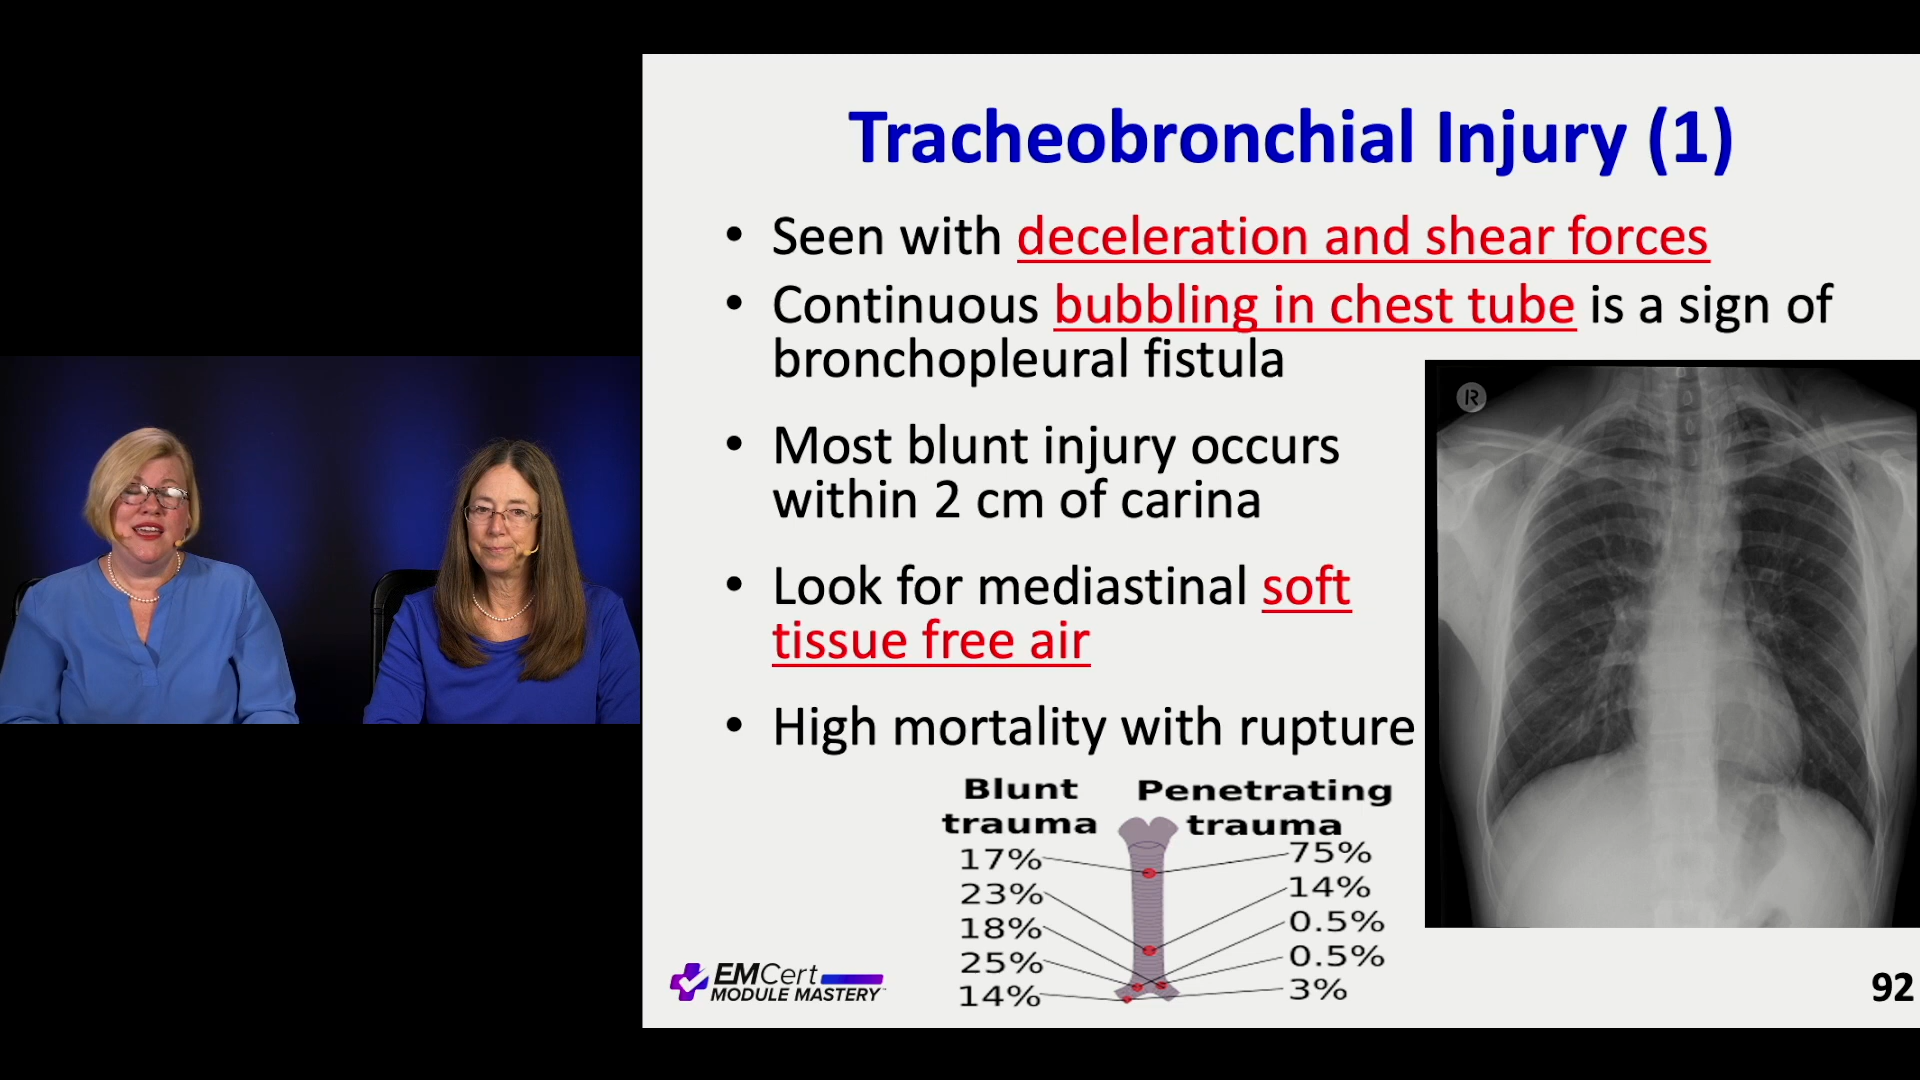 Tracheobronchial Injury (1)
• Seen with deceleration and shear forces
• Continuous bubbling in chest tube is a sign of
bronchopleural fistula
• Most blunt injury occurs
within 2 cm of carina
• Look for mediastinal soft
tissue free air
• High mortality with rupture
R
Blunt
trauma
17%
23%
18%
25%
14%
Penetrating
trauma
75%
14%
0.5%
0.5%
3%
EMCert
MODULE MASTERY™
92